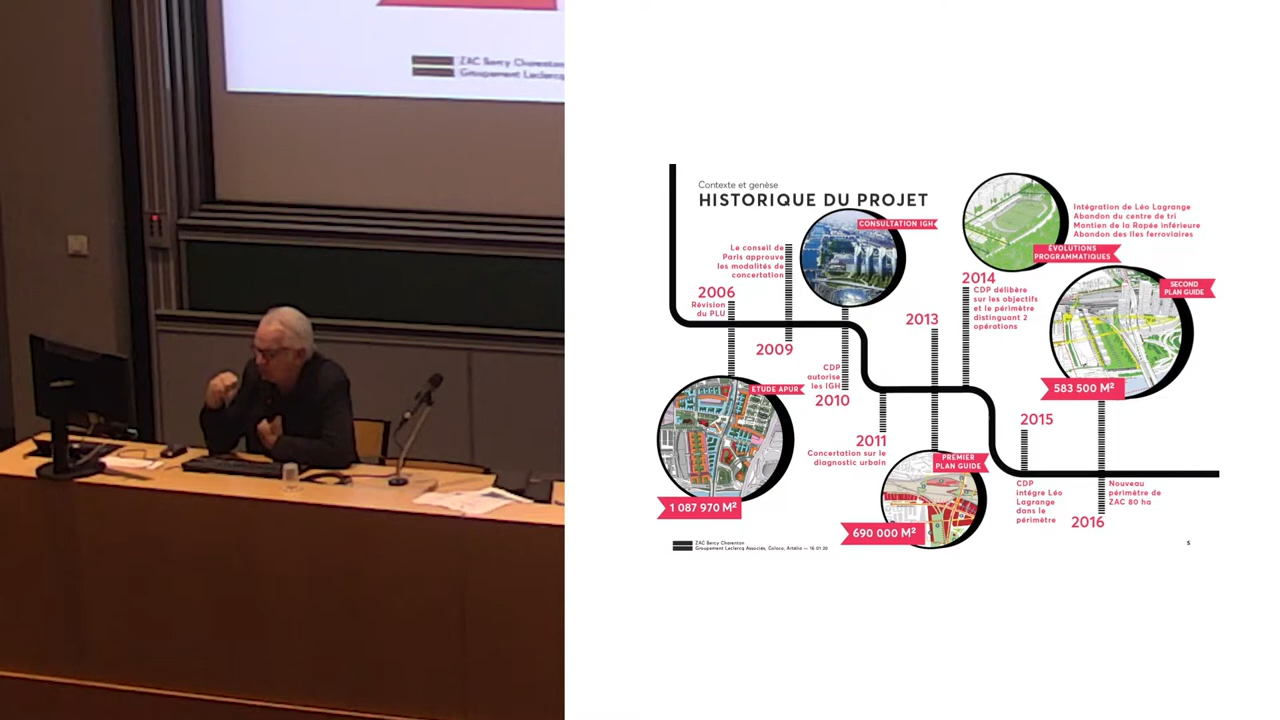 ZAC Bercy Charenton
Groupement Leclercq
Contexte et genèse
HISTORIQUE DU PROJET
CONSULTATION IGH
Intégration de Léo Lagrange
Abandon du centre de tri
Mantien de la Rapée inférieure
Abandon des îles ferroviaires
ÉVOLUTIONS
PROGRAMMATIQUES
Le conseil de
Paris approuve
les modalités de
concertation
2006
Révision
du PLU
2009
2014
CDP délibère
sur les objectifs
et le périmètre
distinguant 2
opérations
SECOND
PLAN GUIDE
2013
CDP
autorise
les IGH
2010
ETUDE APUR
583 500 M²
2011
Concertation sur le
diagnostic urbain
2015
PREMIER
PLAN GUIDE
CDP
intégre Léo
Lagrange
dans le
périmètre
Nouveau
périmètre de
ZAC 80 ha
2016
1 087 970 M²
690 000 M²
ZAC Bercy Charenton
Groupement Leclercq Associés, Coloco, Artélia — 16 01 20
5